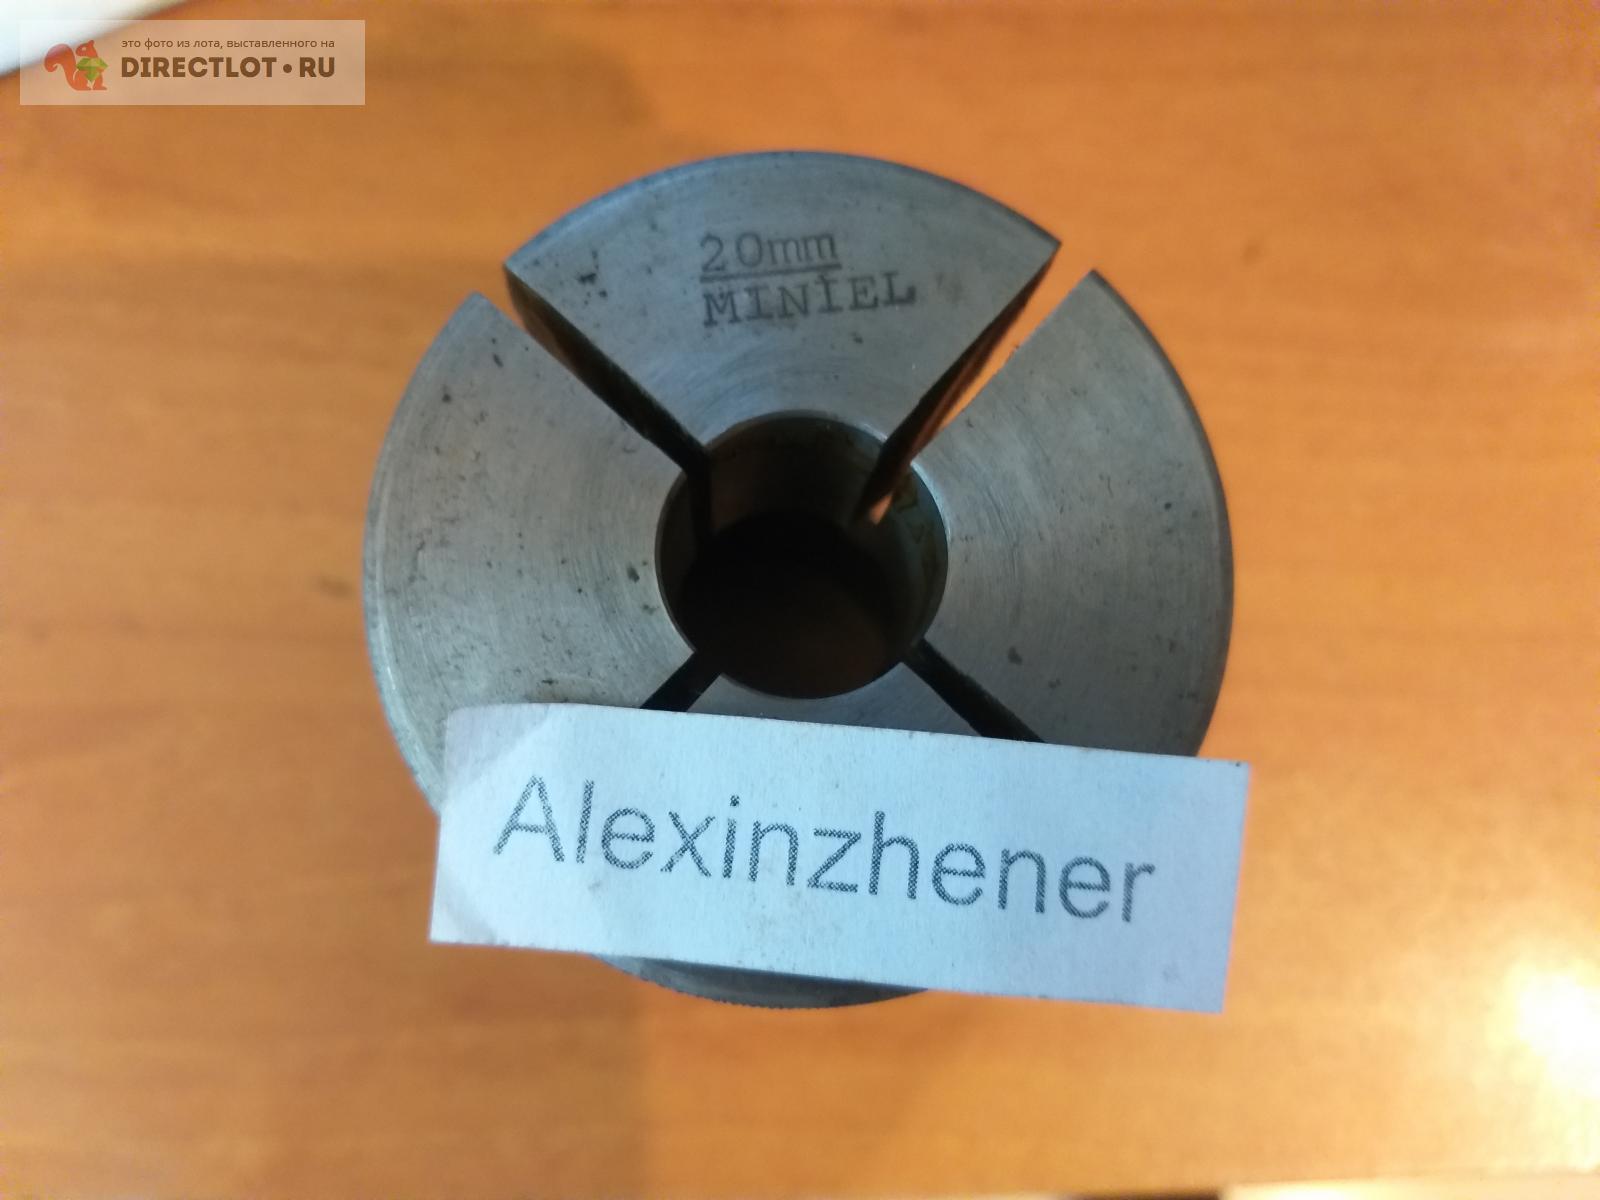 это фото из лота, выставленного на
DIRECTLOT•RU
20mm
MINIEL
Alexinzhener